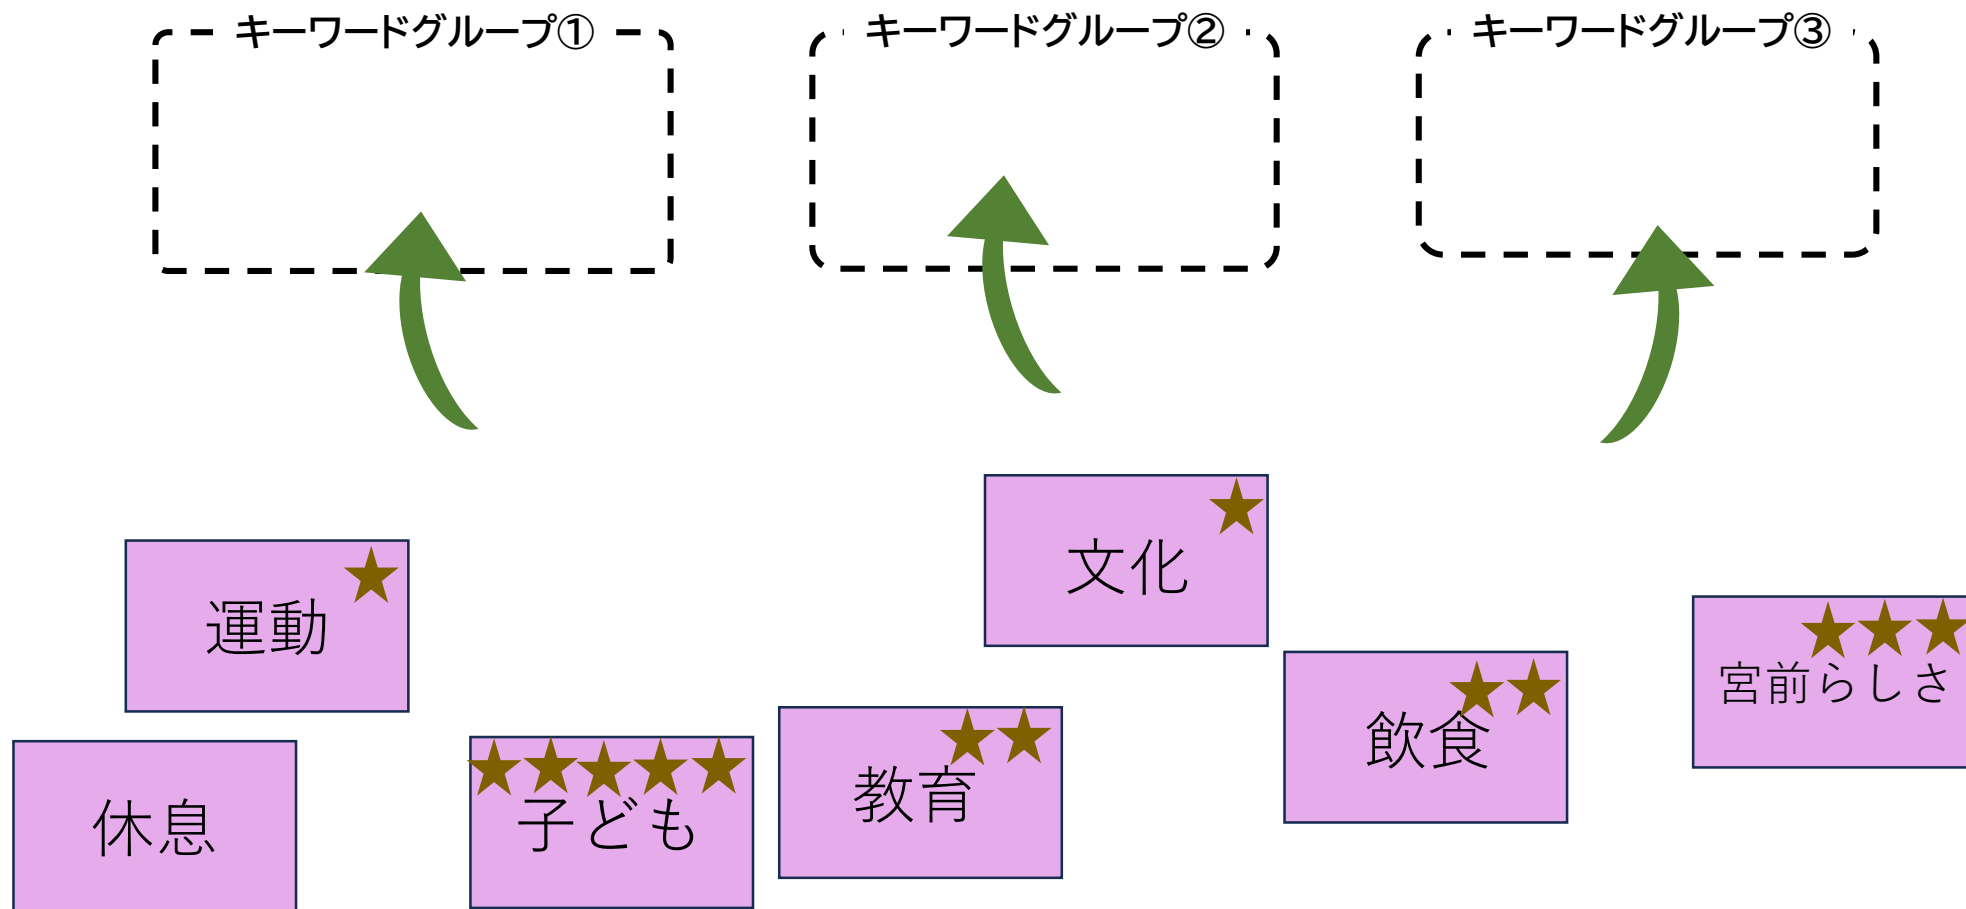 キーワードグループ①
キーワードグループ②
キーワードグループ③
文化
運動
宮前らしさ
飲食
教育
子ども
休息